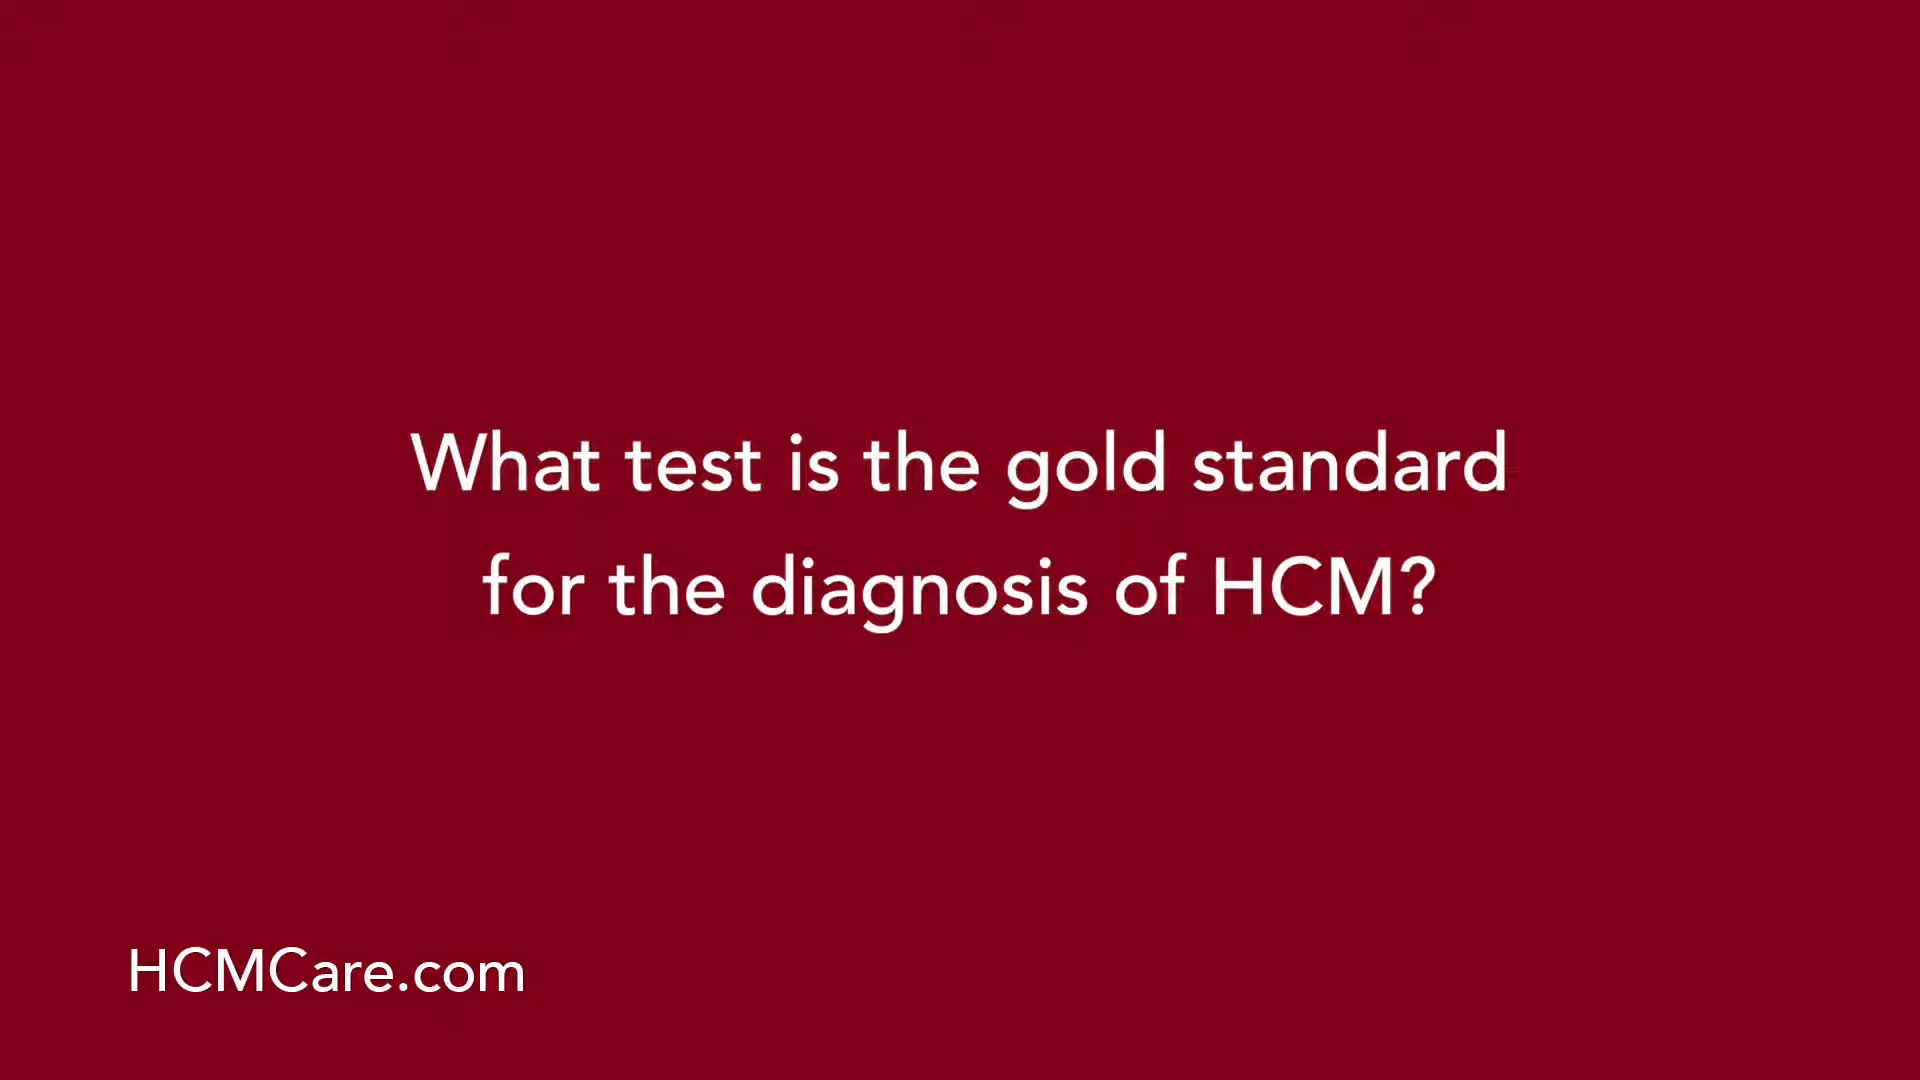 What test is the gold standard
for the diagnosis of HCM?
HCMCare.com